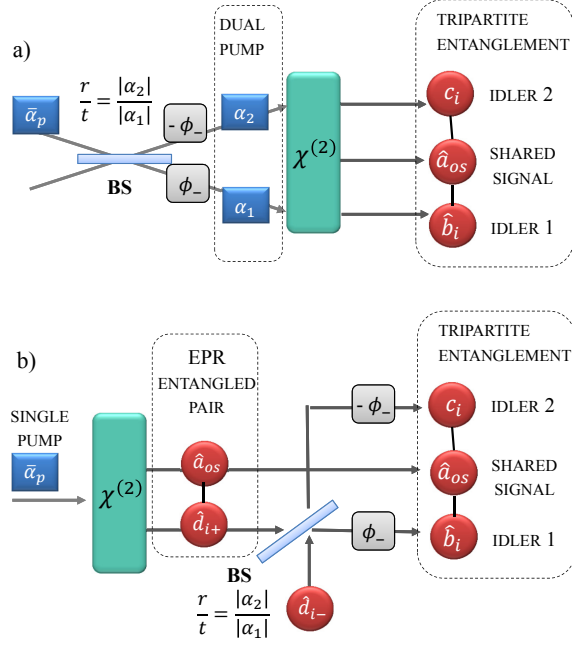 a)
DUAL
PUMP
TRIPARTITE
ENTANGLEMENT
ᾱₚ
r/t = |α₂|/|α₁|
- ϕ₋
α₂
χ⁽²⁾
cᵢ
IDLER 2
BS
ϕ₋
α₁
âₒₛ
SHARED
SIGNAL
b̂ᵢ
IDLER 1
b)
EPR
ENTANGLED
PAIR
TRIPARTITE
ENTANGLEMENT
SINGLE
PUMP
ᾱₚ
χ⁽²⁾
âₒₛ
d̂ᵢ₊
- ϕ₋
cᵢ
IDLER 2
âₒₛ
SHARED
SIGNAL
BS
ϕ₋
b̂ᵢ
IDLER 1
r/t = |α₂|/|α₁|
d̂ᵢ₋